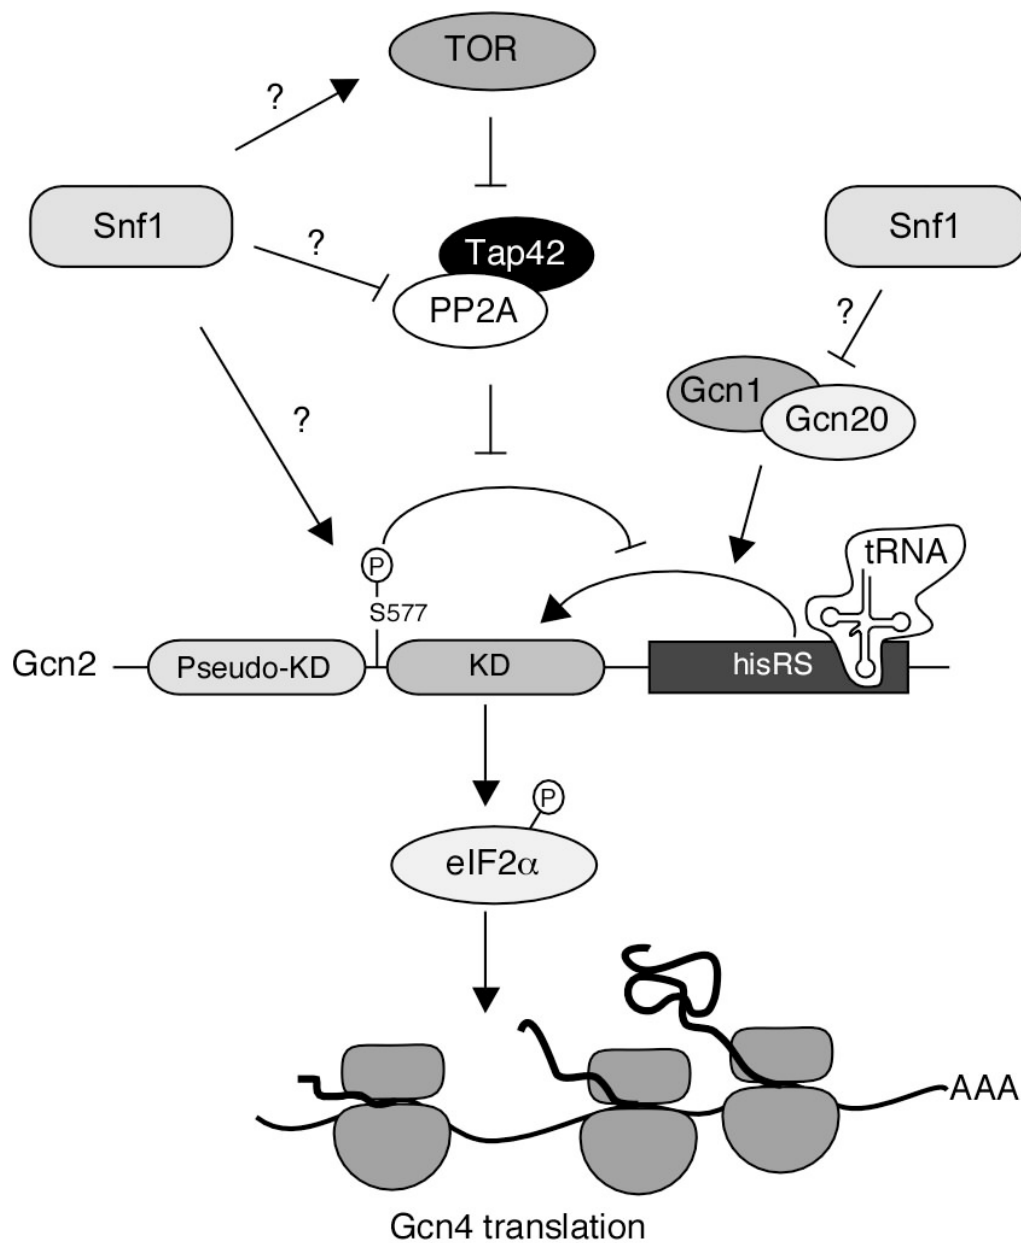 TOR
?
Snf1
?
Tap42
PP2A
Snf1
?
Gcn1
Gcn20
?
tRNA
P
S577
Gcn2
Pseudo-KD
KD
hisRS
P
eIF2α
AAA
Gcn4 translation